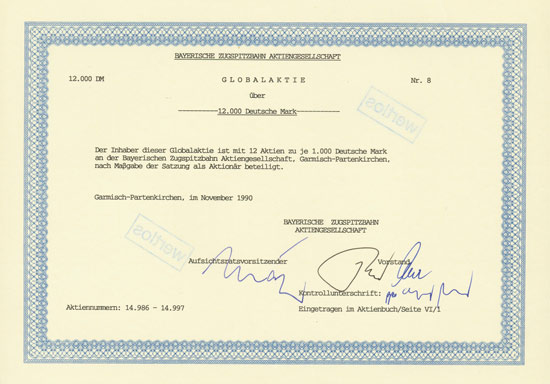 BAYERISCHE ZUGSPITZBAHN AKTIENGESELLSCHAFT
12.000 DM GLOBALAKTIE Nr. 8
über
----------12.000 Deutsche Mark-----------
wertlos
Der Inhaber dieser Globalaktie ist mit 12 Aktien zu je 1.000 Deutsche Mark
an der Bayerischen Zugspitzbahn Aktiengesellschaft, Garmisch-Partenkirchen,
nach Maßgabe der Satzung als Aktionär beteiligt.
Garmisch-Partenkirchen, im November 1990
BAYERISCHE ZUGSPITZBAHN
AKTIENGESELLSCHAFT
wertlos
Aufsichtsratsvorsitzender Vorstand
Kontrollunterschrift:
Aktiennummern: 14.986 - 14.997 Eingetragen im Aktienbuch/Seite VI/1